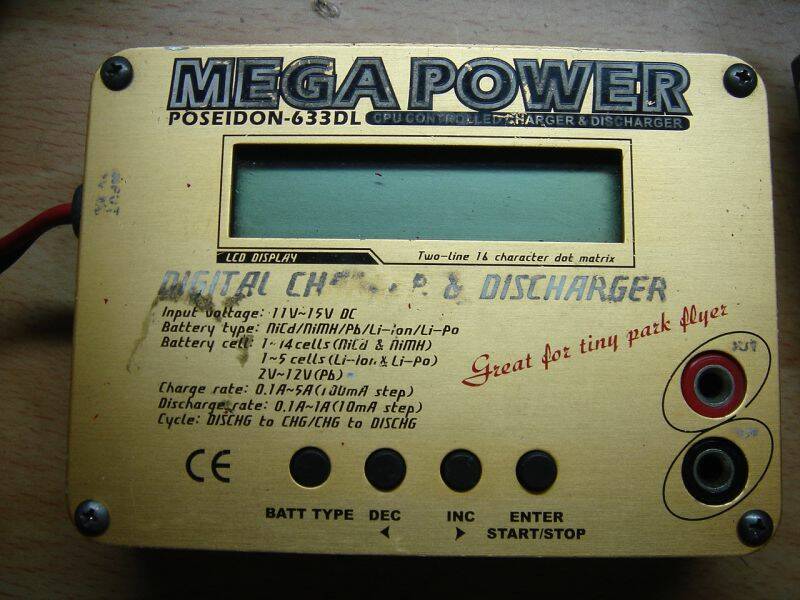 MEGA POWER
POSEIDON-633DL CPU CONTROLLED CHARGER & DISCHARGER
INPUT
LCD DISPLAY Two-line 16 character dot matrix
DIGITAL CHARGER & DISCHARGER
Input voltage: 11V~15V DC
Battery type: NiCd/NiMH/Pb/Li-Ion/Li-Po
Battery cell: 1~14cells(NiCd & NiMH)
1~5 cells(Li-Ion & Li-Po)
2V~12V(Pb)
Charge rate: 0.1A~5A(100mA step)
Discharge rate: 0.1A~1A(10mA step)
Cycle: DISCHG to CHG/CHG to DISCHG
Great for tiny park flyer
CE
BATT TYPE DEC INC ENTER
START/STOP